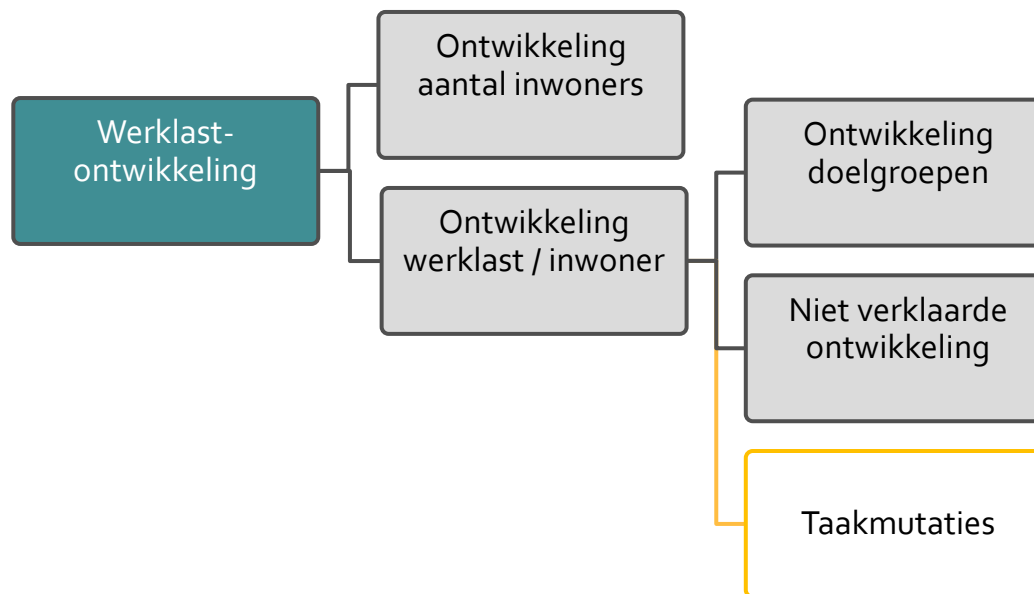 Werklast-
ontwikkeling
Ontwikkeling
aantal inwoners
Ontwikkeling
werklast / inwoner
Ontwikkeling
doelgroepen
Niet verklaarde
ontwikkeling
Taakmutaties